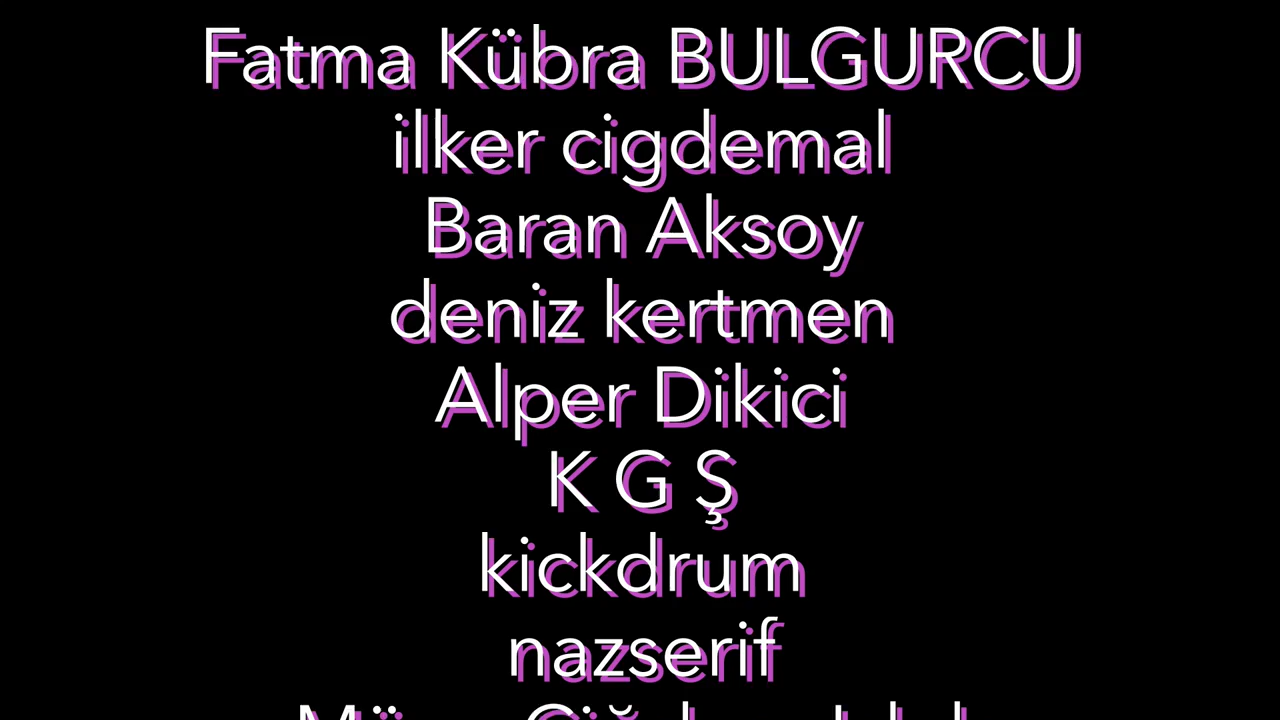 Fatma Kübra BULGURCU
ilker cigdemal
Baran Aksoy
deniz kertmen
Alper Dikici
K G Ş
kickdrum
nazserif